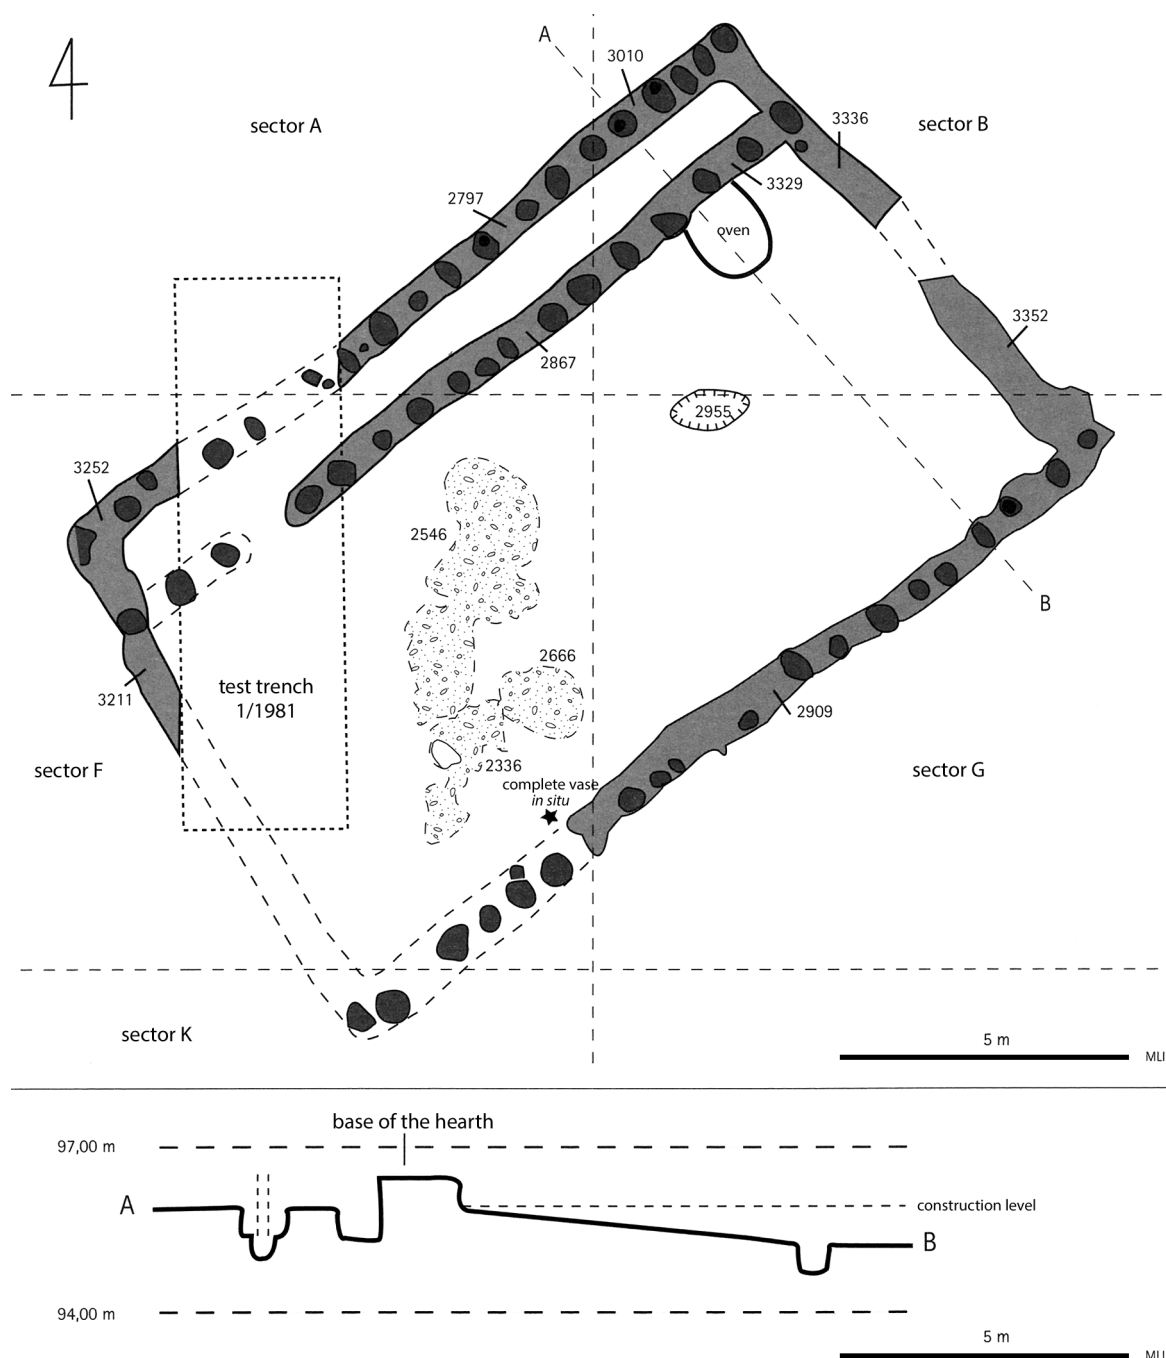 A
3010
sector A
sector B
3336
3329
2797
oven
3352
2867
2955
3252
2546
B
2666
test trench
1/1981
3211
2909
sector F
2336
sector G
complete vase
in situ
sector K
5 m
MLI
base of the hearth
97,00 m
A
construction level
B
94,00 m
5 m
MLI